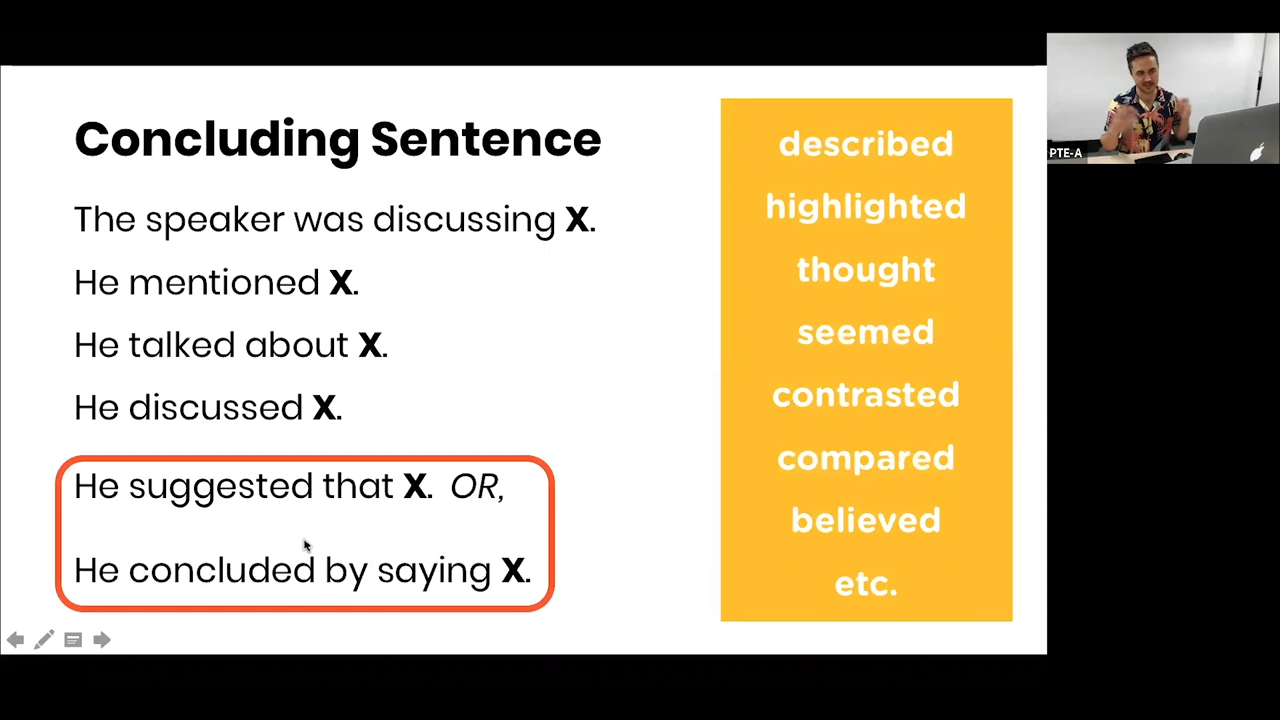 Concluding Sentence
The speaker was discussing X.
He mentioned X.
He talked about X.
He discussed X.
He suggested that X. OR,
He concluded by saying X.
described
highlighted
thought
seemed
contrasted
compared
believed
etc.
PTE-A